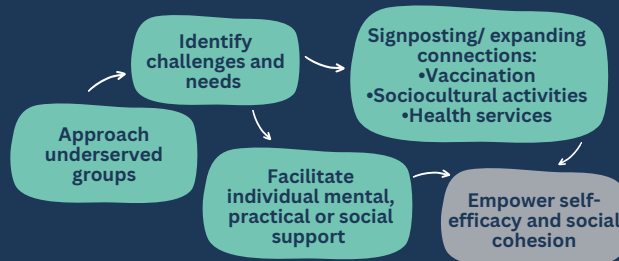 Approach
underserved
groups
Identify
challenges and
needs
Signposting/ expanding
connections:
•Vaccination
•Sociocultural activities
•Health services
Facilitate
individual mental,
practical or social
support
Empower self-
efficacy and social
cohesion